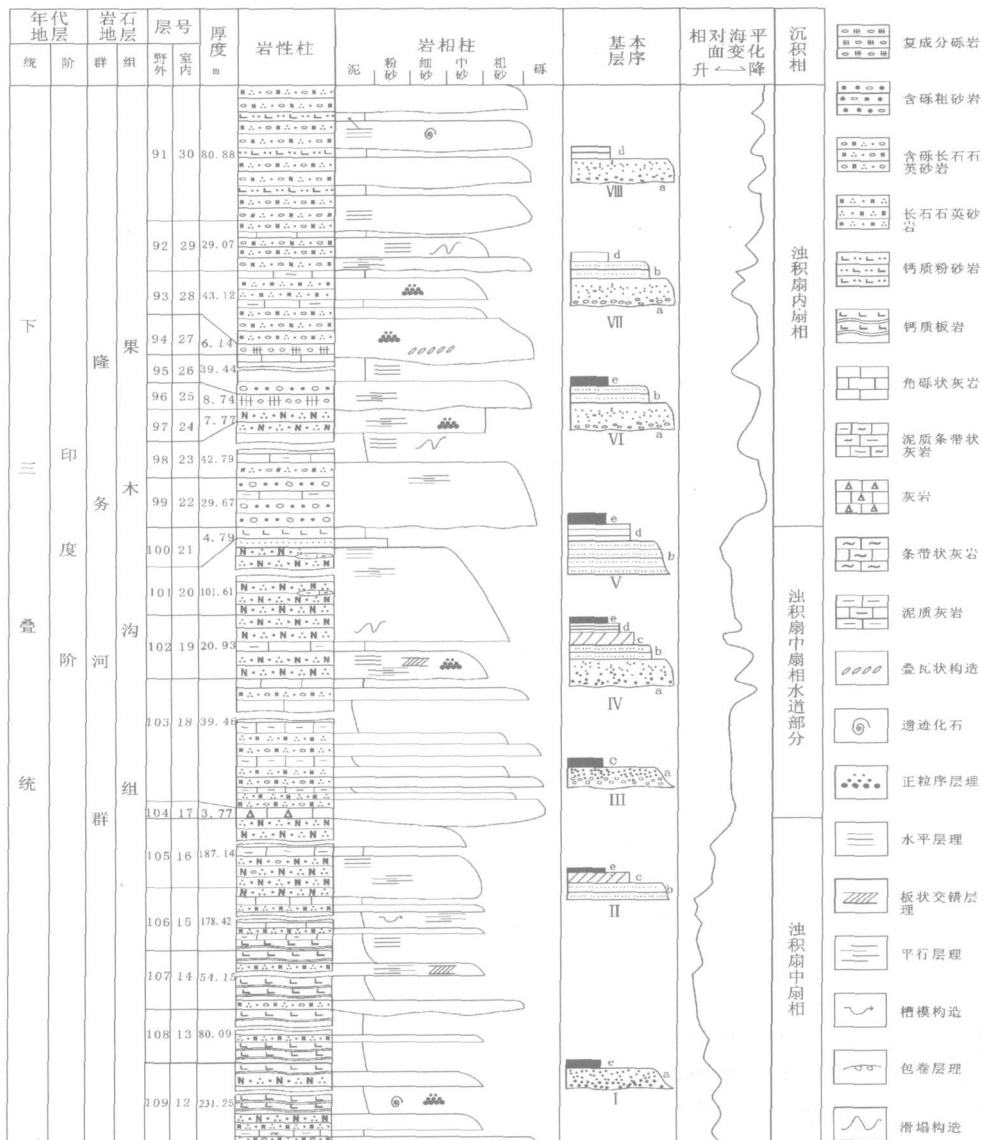 年代地层
岩石地层
层号
厚度 m
岩性柱
岩相柱
基本层序
相对海平面变化
升⟷降
沉积相
统
阶
群
组
野外
室内
泥
粉砂
细砂
中砂
粗砂
砾
下三叠统
印度阶
隆务河群
果木沟组
91 30 80.88
92 29 29.07
93 28 43.12
94 27 6.14
95 26 39.44
96 25 8.74
97 24 7.77
98 23 42.79
99 22 29.67
100 21 4.79
101 20 101.61
102 19 20.93
103 18 39.46
104 17 3.77
105 16 187.14
106 15 178.42
107 14 54.15
108 13 80.09
109 12 231.25
d
a
VIII
d
b
a
VII
e
b
a
VI
e
d
b
V
e
d
c
b
a
IV
c
a
III
e
c
b
II
e
a
I
浊积扇内扇相
浊积扇中扇相水道部分
浊积扇中扇相
复成分砾岩
含砾粗砂岩
含砾长石石
英砂岩
长石石英砂
岩
钙质粉砂岩
钙质板岩
角砾状灰岩
泥质条带状
灰岩
灰岩
条带状灰岩
泥质灰岩
叠瓦状构造
遗迹化石
正粒序层理
水平层理
板状交错层
理
平行层理
槽模构造
包卷层理
滑塌构造